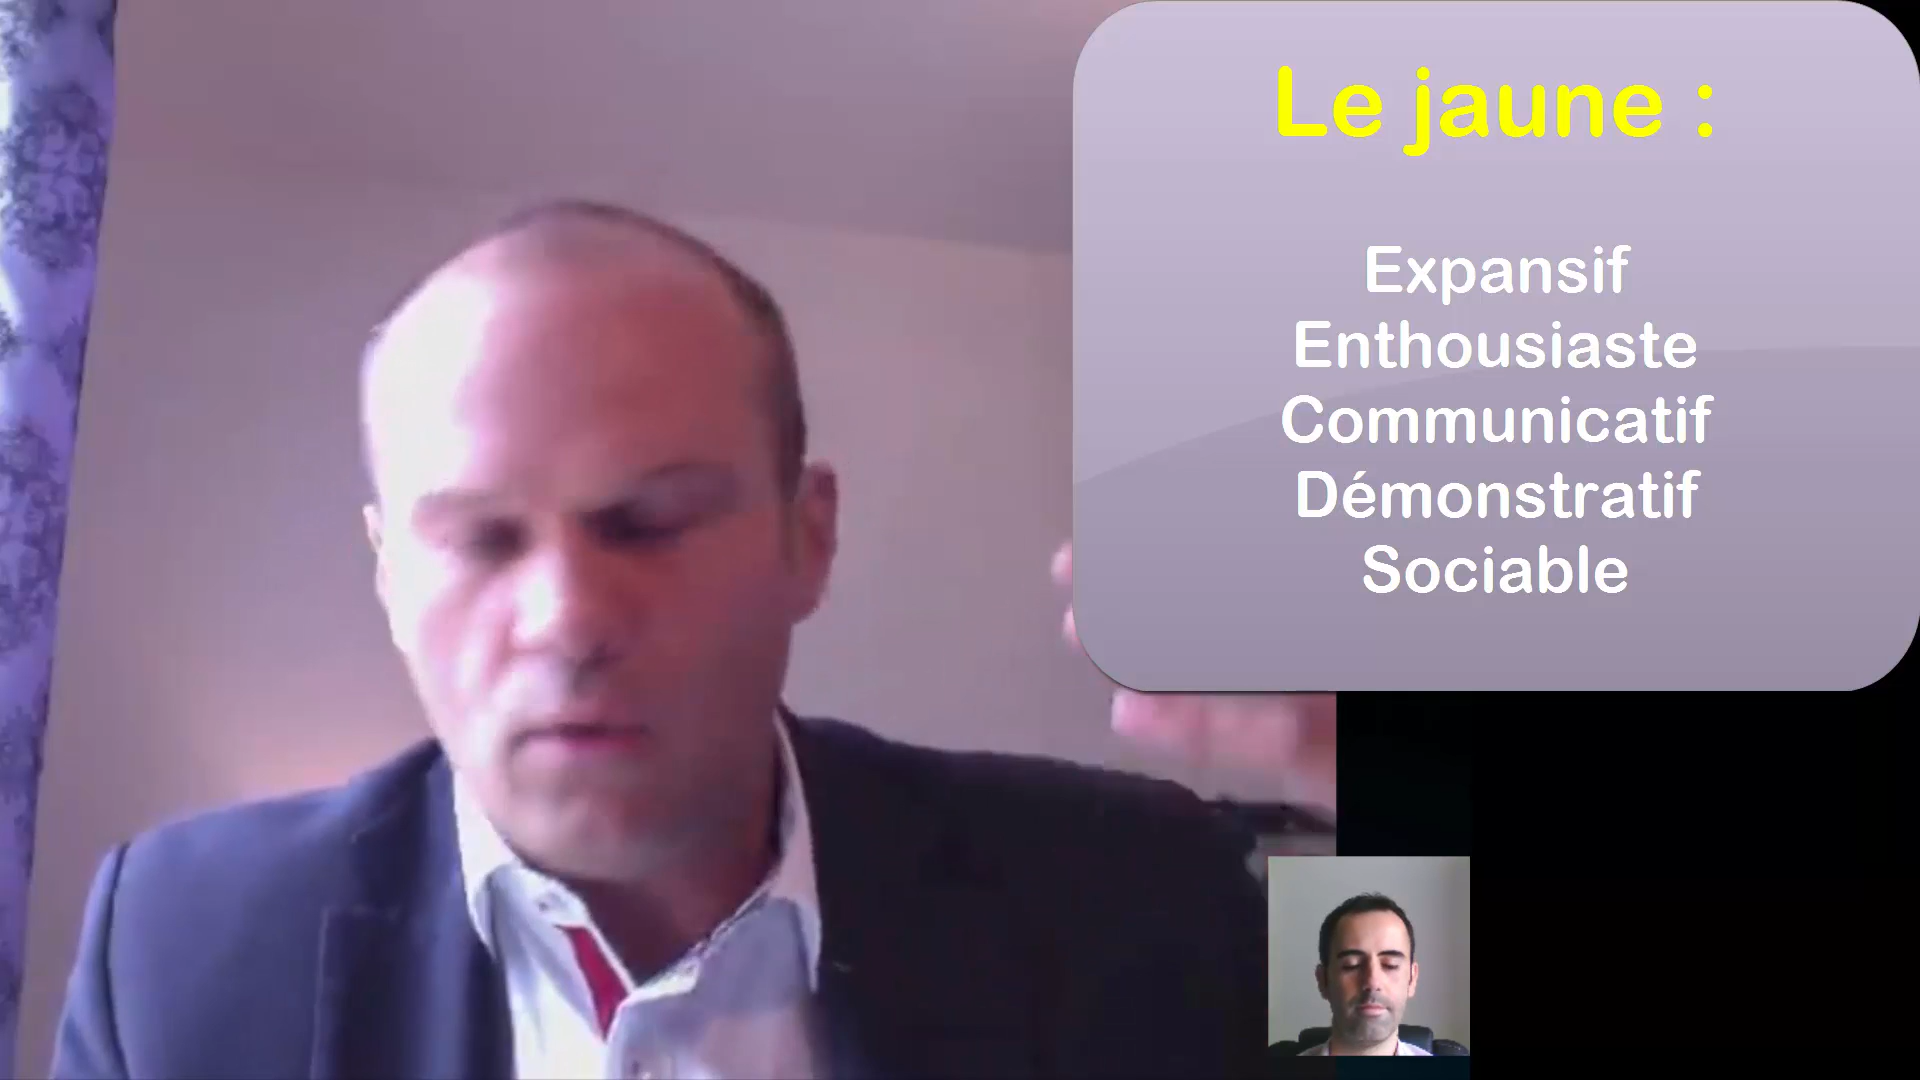 Le jaune :
Expansif
Enthousiaste
Communicatif
Démonstratif
Sociable